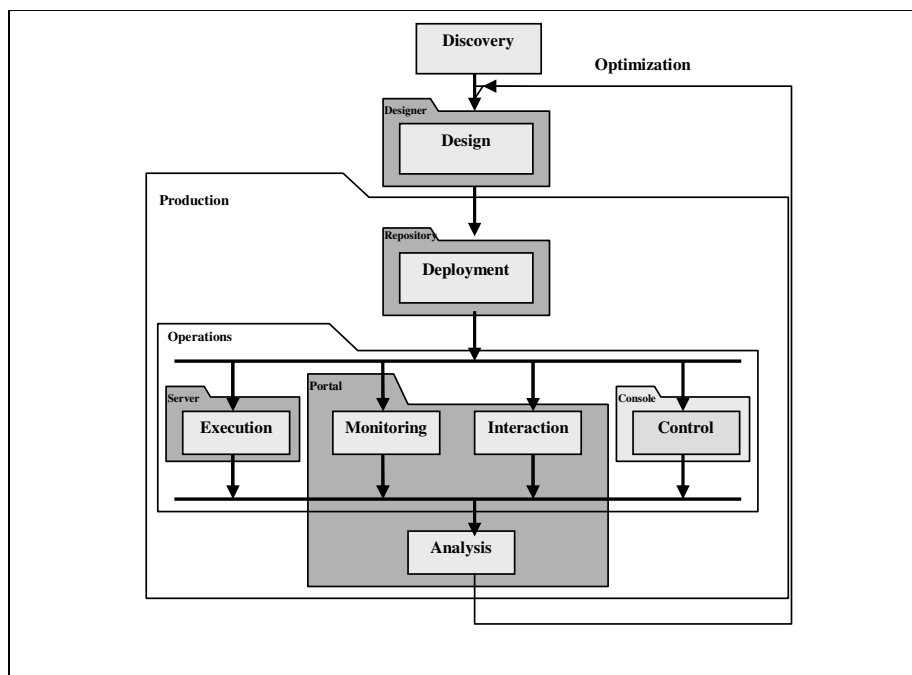 Discovery
Optimization
Designer
Design
Production
Repository
Deployment
Operations
Portal
Server
Console
Execution
Monitoring
Interaction
Control
Analysis